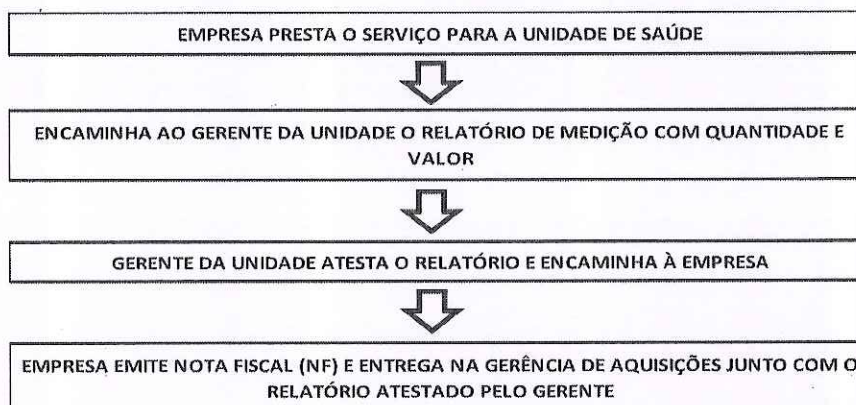 EMPRESA PRESTA O SERVIÇO PARA A UNIDADE DE SAÚDE
ENCAMINHA AO GERENTE DA UNIDADE O RELATÓRIO DE MEDIÇÃO COM QUANTIDADE E
VALOR
GERENTE DA UNIDADE ATESTA O RELATÓRIO E ENCAMINHA À EMPRESA
EMPRESA EMITE NOTA FISCAL (NF) E ENTREGA NA GERÊNCIA DE AQUISIÇÕES JUNTO COM O
RELATÓRIO ATESTADO PELO GERENTE